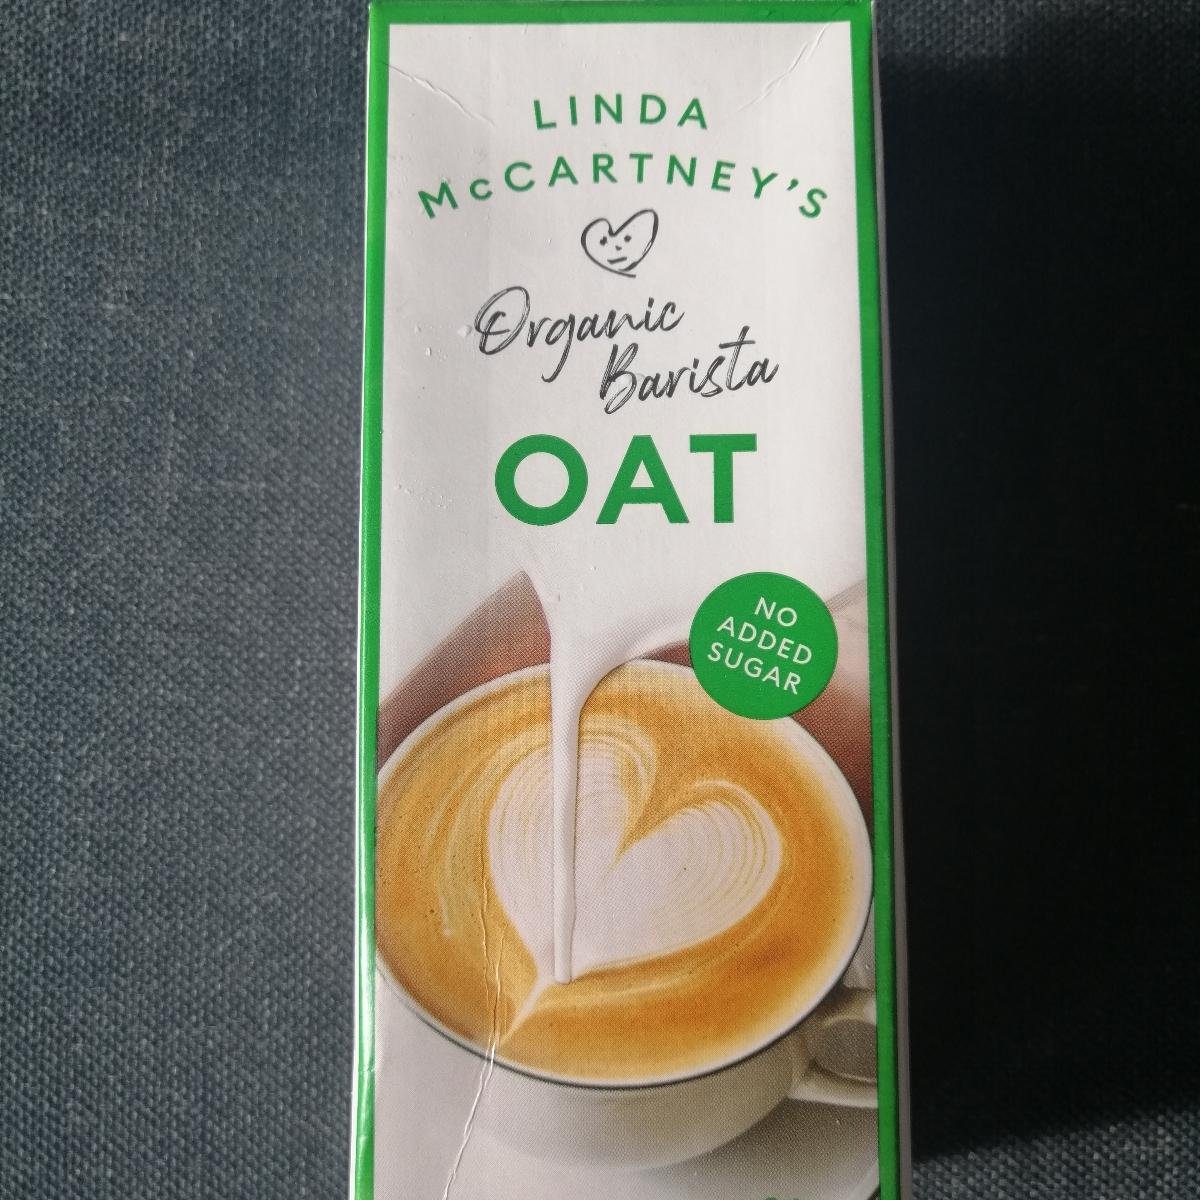 LINDA
McCARTNEY'S
Organic
Barista
OAT
NO
ADDED
SUGAR